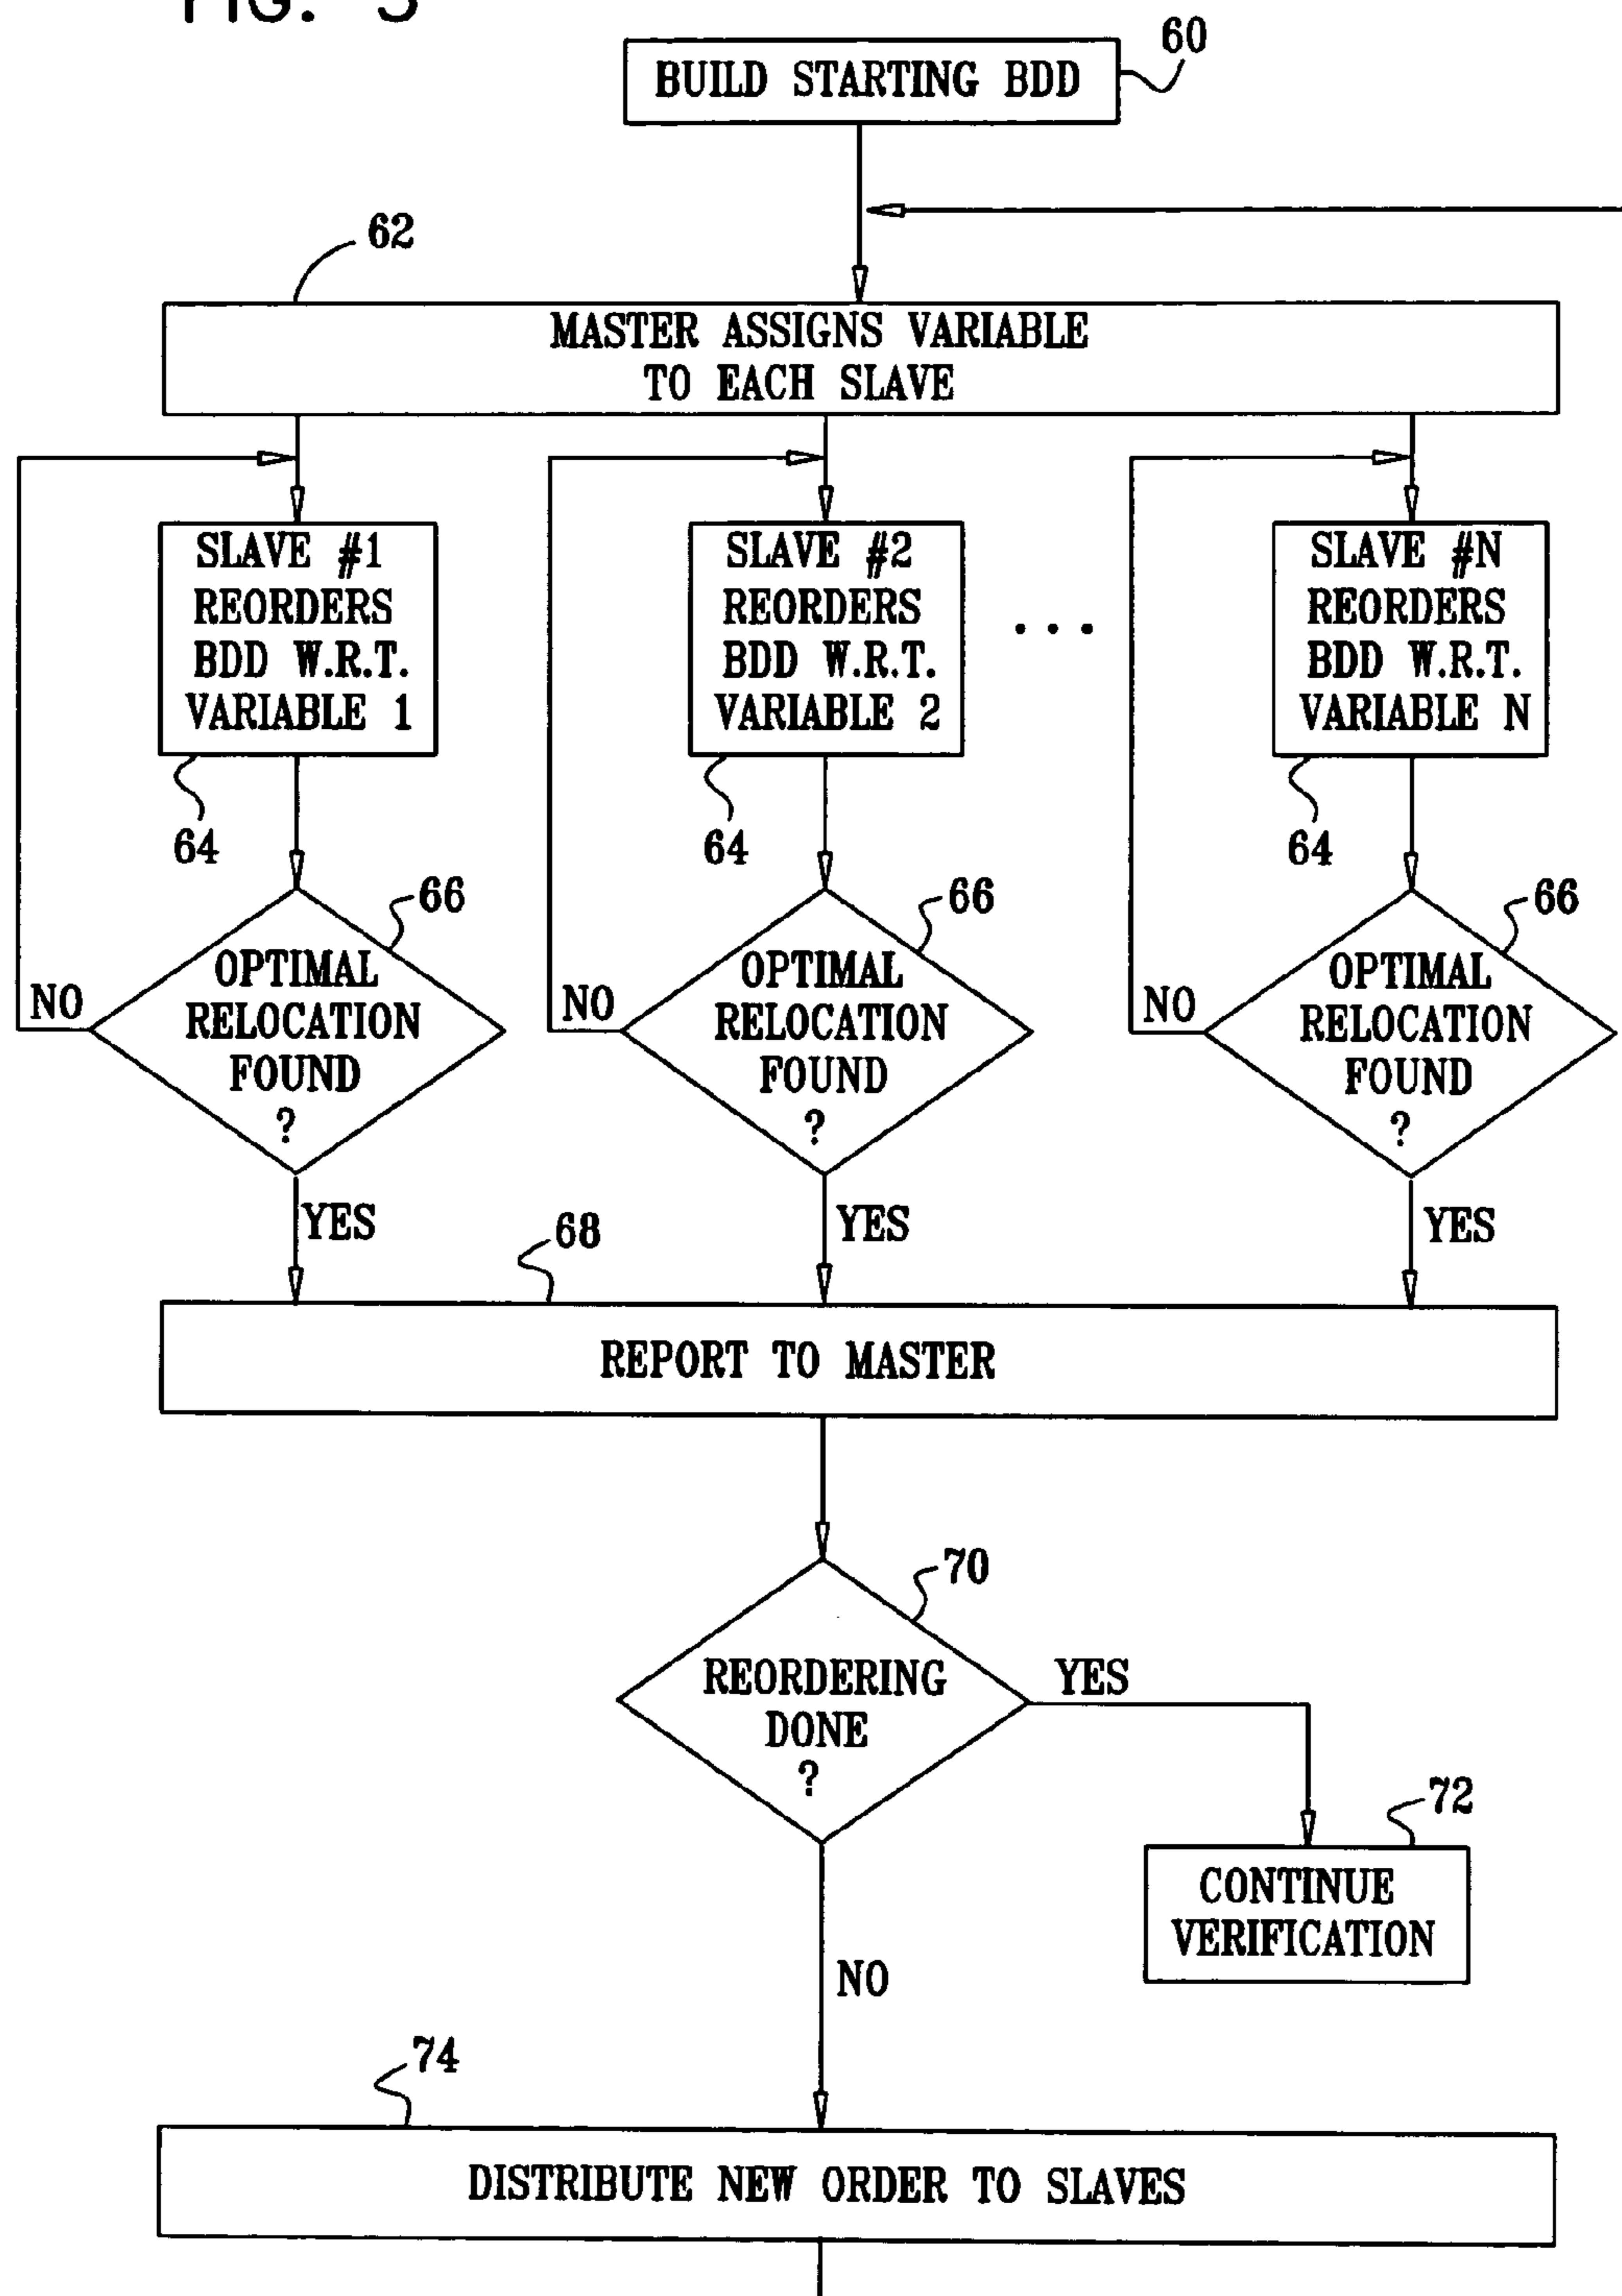 FIG. 3
60
BUILD STARTING BDD
62
MASTER ASSIGNS VARIABLE
TO EACH SLAVE
SLAVE #1
REORDERS
BDD W.R.T.
VARIABLE 1
64
SLAVE #2
REORDERS
BDD W.R.T.
VARIABLE 2
64
...
SLAVE #N
REORDERS
BDD W.R.T.
VARIABLE N
64
66
OPTIMAL
RELOCATION
FOUND
?
NO
YES
66
OPTIMAL
RELOCATION
FOUND
?
NO
YES
66
OPTIMAL
RELOCATION
FOUND
?
NO
YES
68
REPORT TO MASTER
70
REORDERING
DONE
?
YES
72
CONTINUE
VERIFICATION
NO
74
DISTRIBUTE NEW ORDER TO SLAVES